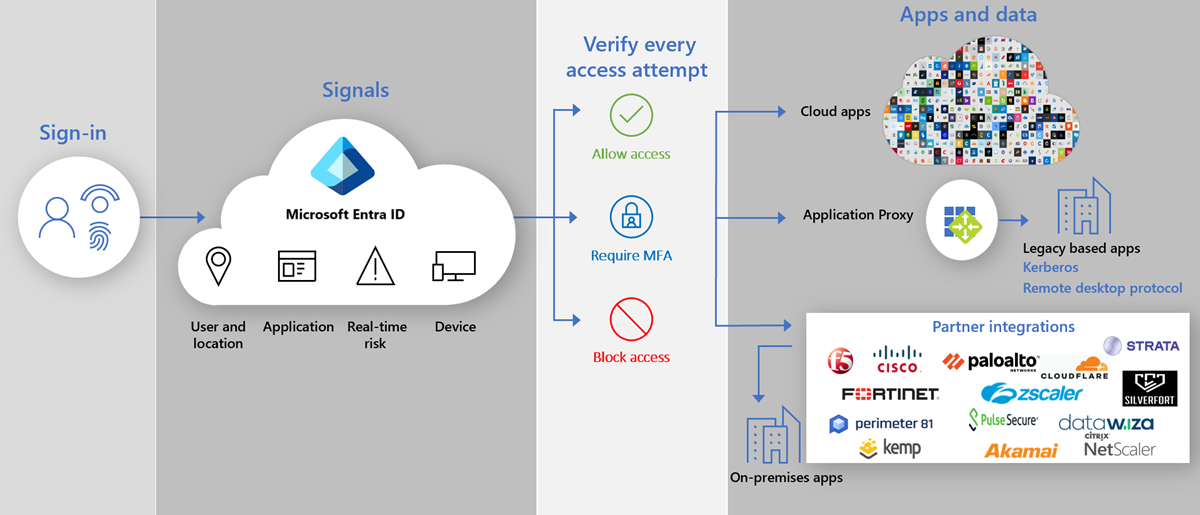 Sign-in
Signals
Microsoft Entra ID
User and
location
Application
Real-time
risk
Device
Verify every
access attempt
Allow access
Require MFA
Block access
Apps and data
Cloud apps
Application Proxy
Legacy based apps
Kerberos
Remote desktop protocol
Partner integrations
STRATA
f5
CISCO
paloalto
NETWORKS
CLOUDFLARE
FORTINET
zscaler
SILVERFORT
perimeter 81
Pulse Secure
datawiza
kemp
Akamai
CITRIX
NetScaler
On-premises apps